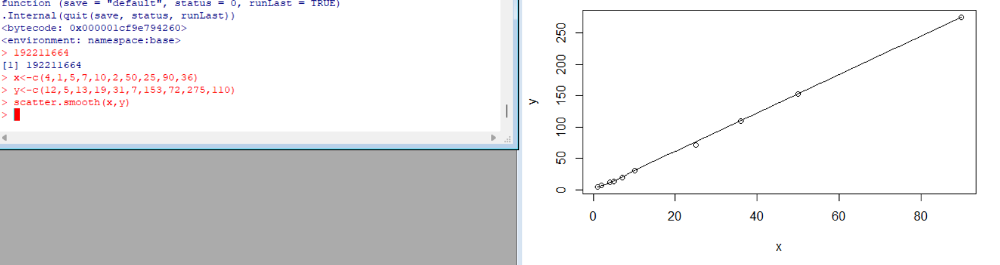 function (save = "default", status = 0, runLast = TRUE)
.Internal(quit(save, status, runLast))
<bytecode: 0x000001cf9e794260>
<environment: namespace:base>
> 192211664
[1] 192211664
> x<-c(4,1,5,7,10,2,50,25,90,36)
> y<-c(12,5,13,19,31,7,153,72,275,110)
> scatter.smooth(x,y)
>
y
250
200
150
100
50
0
0 20 40 60 80
x